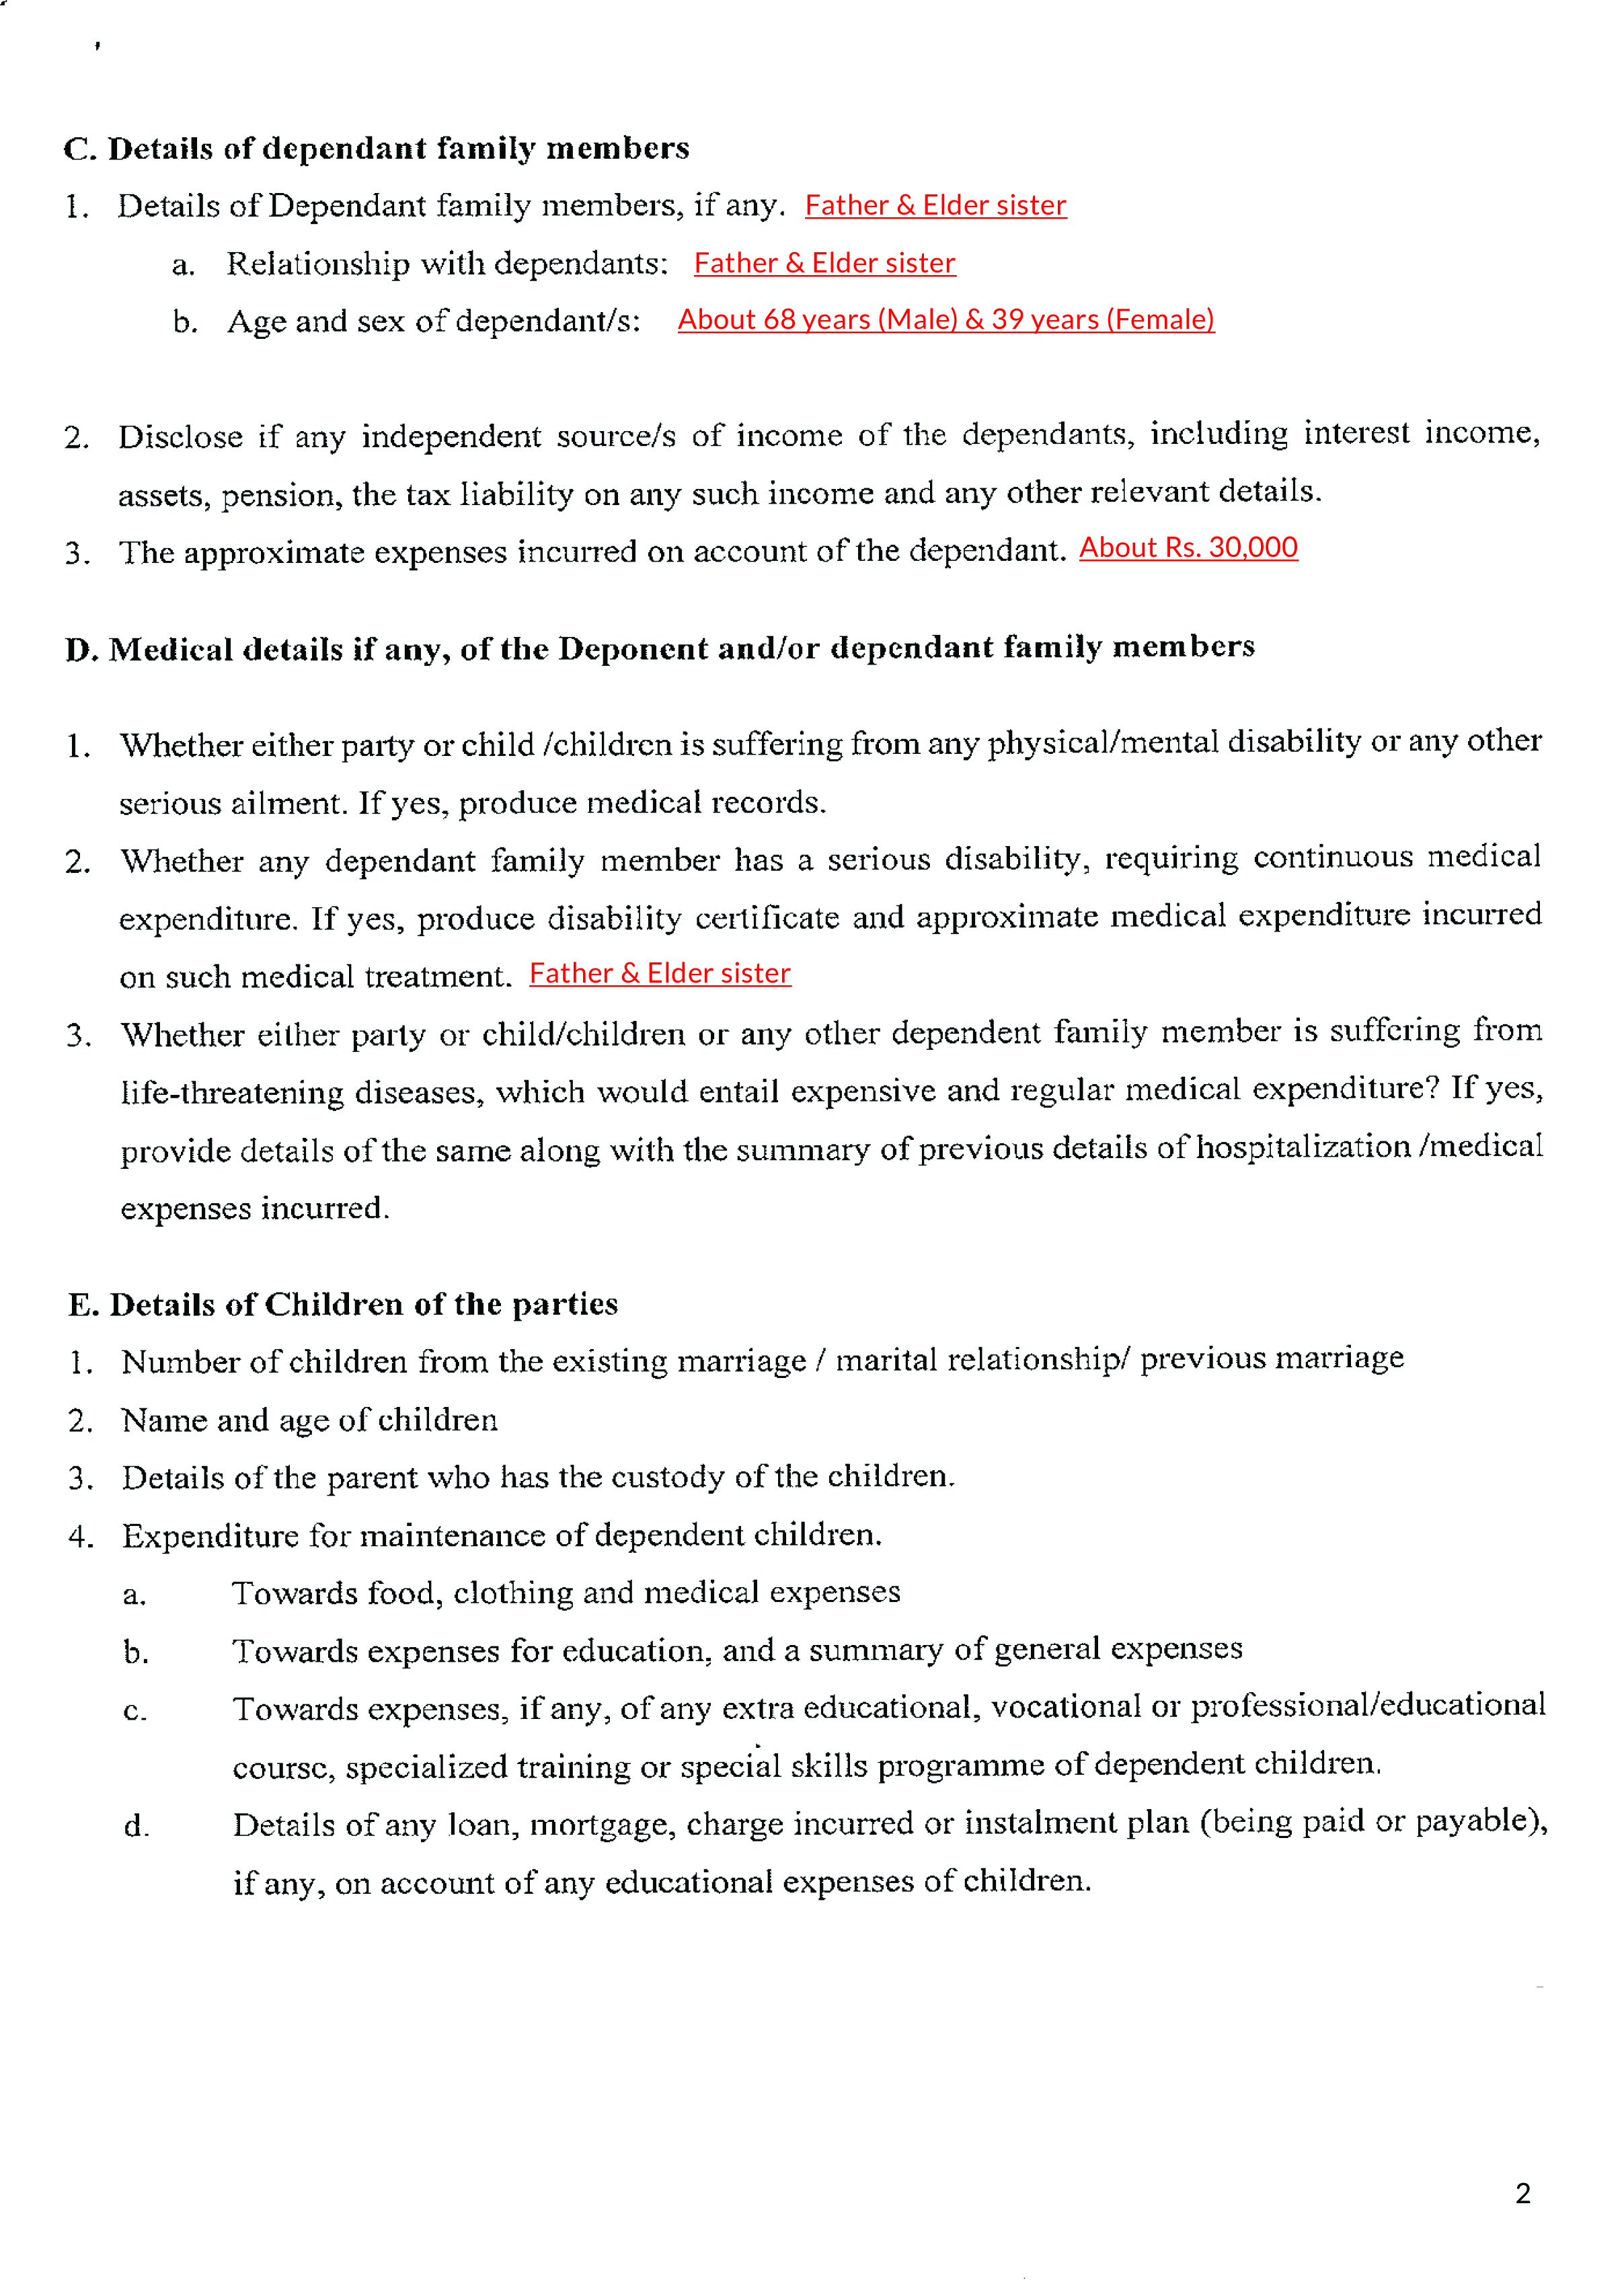 C. Details of dependant family members
1. Details of Dependant family members, if any. Father & Elder sister
a. Relationship with dependants: Father & Elder sister
b. Age and sex of dependant/s: About 68 years (Male) & 39 years (Female)
2. Disclose if any independent source/s of income of the dependants, including interest income,
assets, pension, the tax liability on any such income and any other relevant details.
3. The approximate expenses incurred on account of the dependant. About Rs. 30,000
D. Medical details if any, of the Deponent and/or dependant family members
1. Whether either party or child /children is suffering from any physical/mental disability or any other
serious ailment. If yes, produce medical records.
2. Whether any dependant family member has a serious disability, requiring continuous medical
expenditure. If yes, produce disability certificate and approximate medical expenditure incurred
on such medical treatment. Father & Elder sister
3. Whether either party or child/children or any other dependent family member is suffering from
life-threatening diseases, which would entail expensive and regular medical expenditure? If yes,
provide details of the same along with the summary of previous details of hospitalization /medical
expenses incurred.
E. Details of Children of the parties
1. Number of children from the existing marriage / marital relationship/ previous marriage
2. Name and age of children
3. Details of the parent who has the custody of the children.
4. Expenditure for maintenance of dependent children.
a. Towards food, clothing and medical expenses
b. Towards expenses for education, and a summary of general expenses
c. Towards expenses, if any, of any extra educational, vocational or professional/educational
course, specialized training or special skills programme of dependent children.
d. Details of any loan, mortgage, charge incurred or instalment plan (being paid or payable),
if any, on account of any educational expenses of children.
2